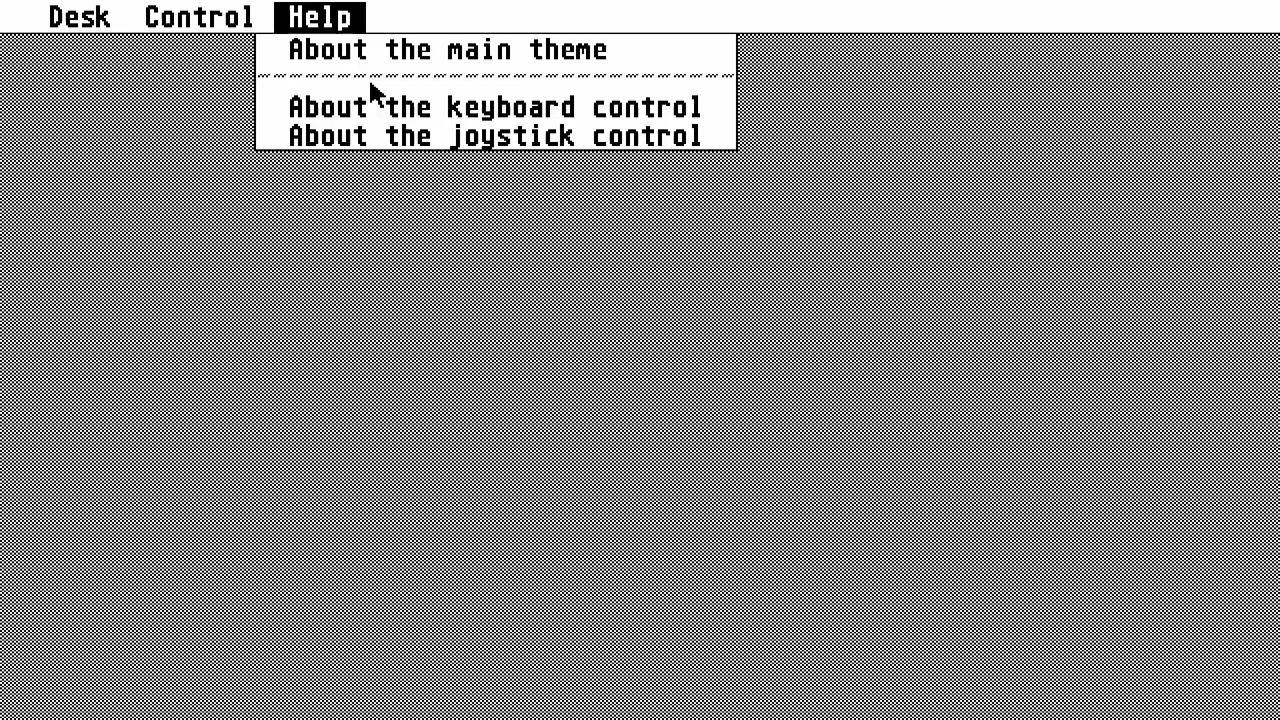 Desk Control Help
About the main theme
About the keyboard control
About the joystick control